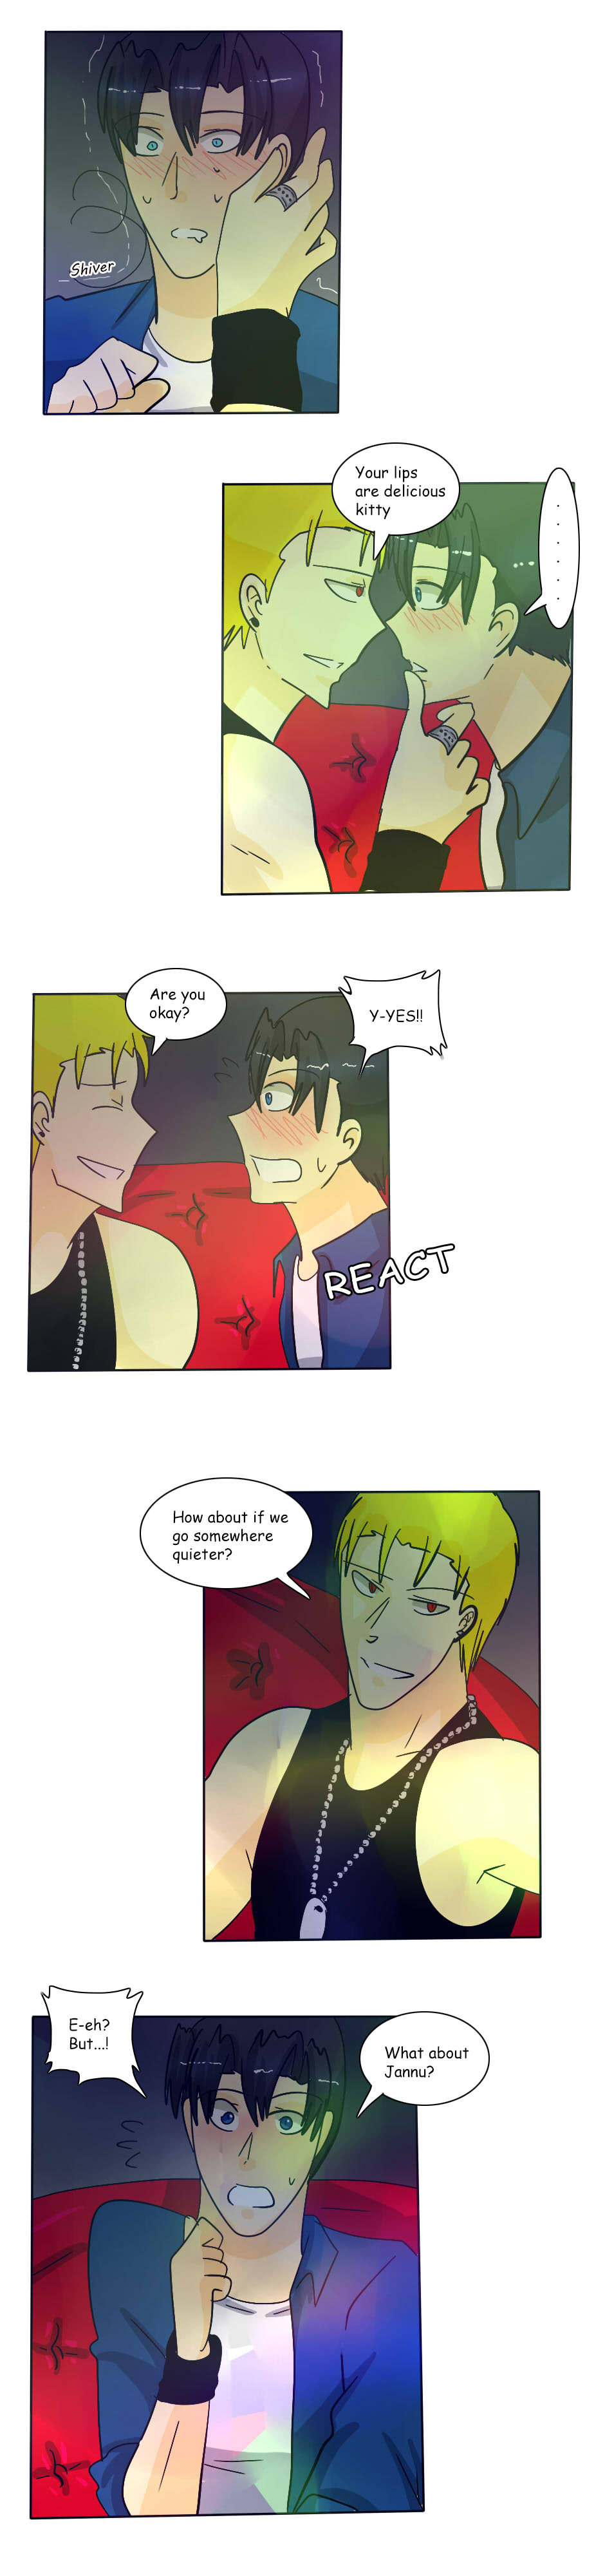 Shiver
Your lips
are delicious
kitty
. . . . . . .
Are you
okay?
Y-YES!!
REACT
How about if we
go somewhere
quieter?
E-eh?
But...!
What about
Jannu?